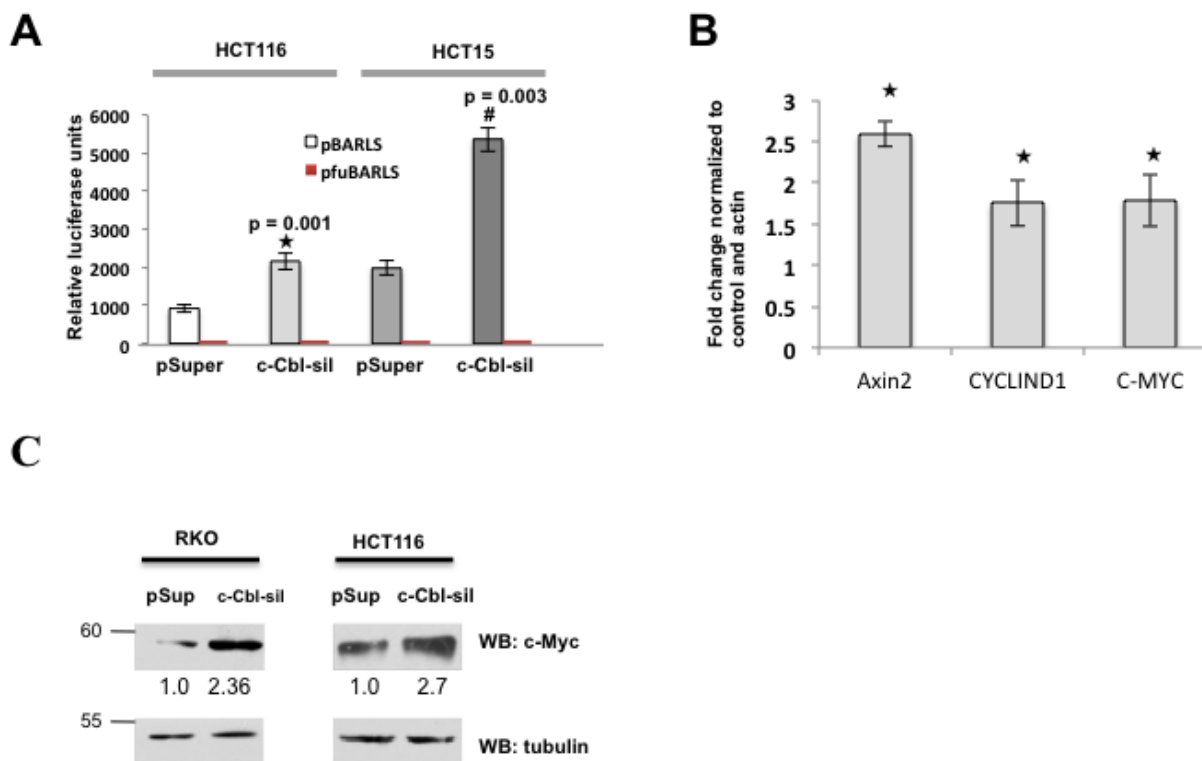 A
HCT116
HCT15
p = 0.003
#
6000
5000
4000
3000
2000
1000
0
Relative luciferase units
pBARLS
pfuBARLS
p = 0.001
★
pSuper
c-Cbl-sil
pSuper
c-Cbl-sil
B
★
★
★
3
2.5
2
1.5
1
0.5
0
Fold change normalized to
control and actin
Axin2
CYCLIND1
C-MYC
C
RKO
HCT116
pSup
c-Cbl-sil
pSup
c-Cbl-sil
60
WB: c-Myc
1.0
2.36
1.0
2.7
55
WB: tubulin